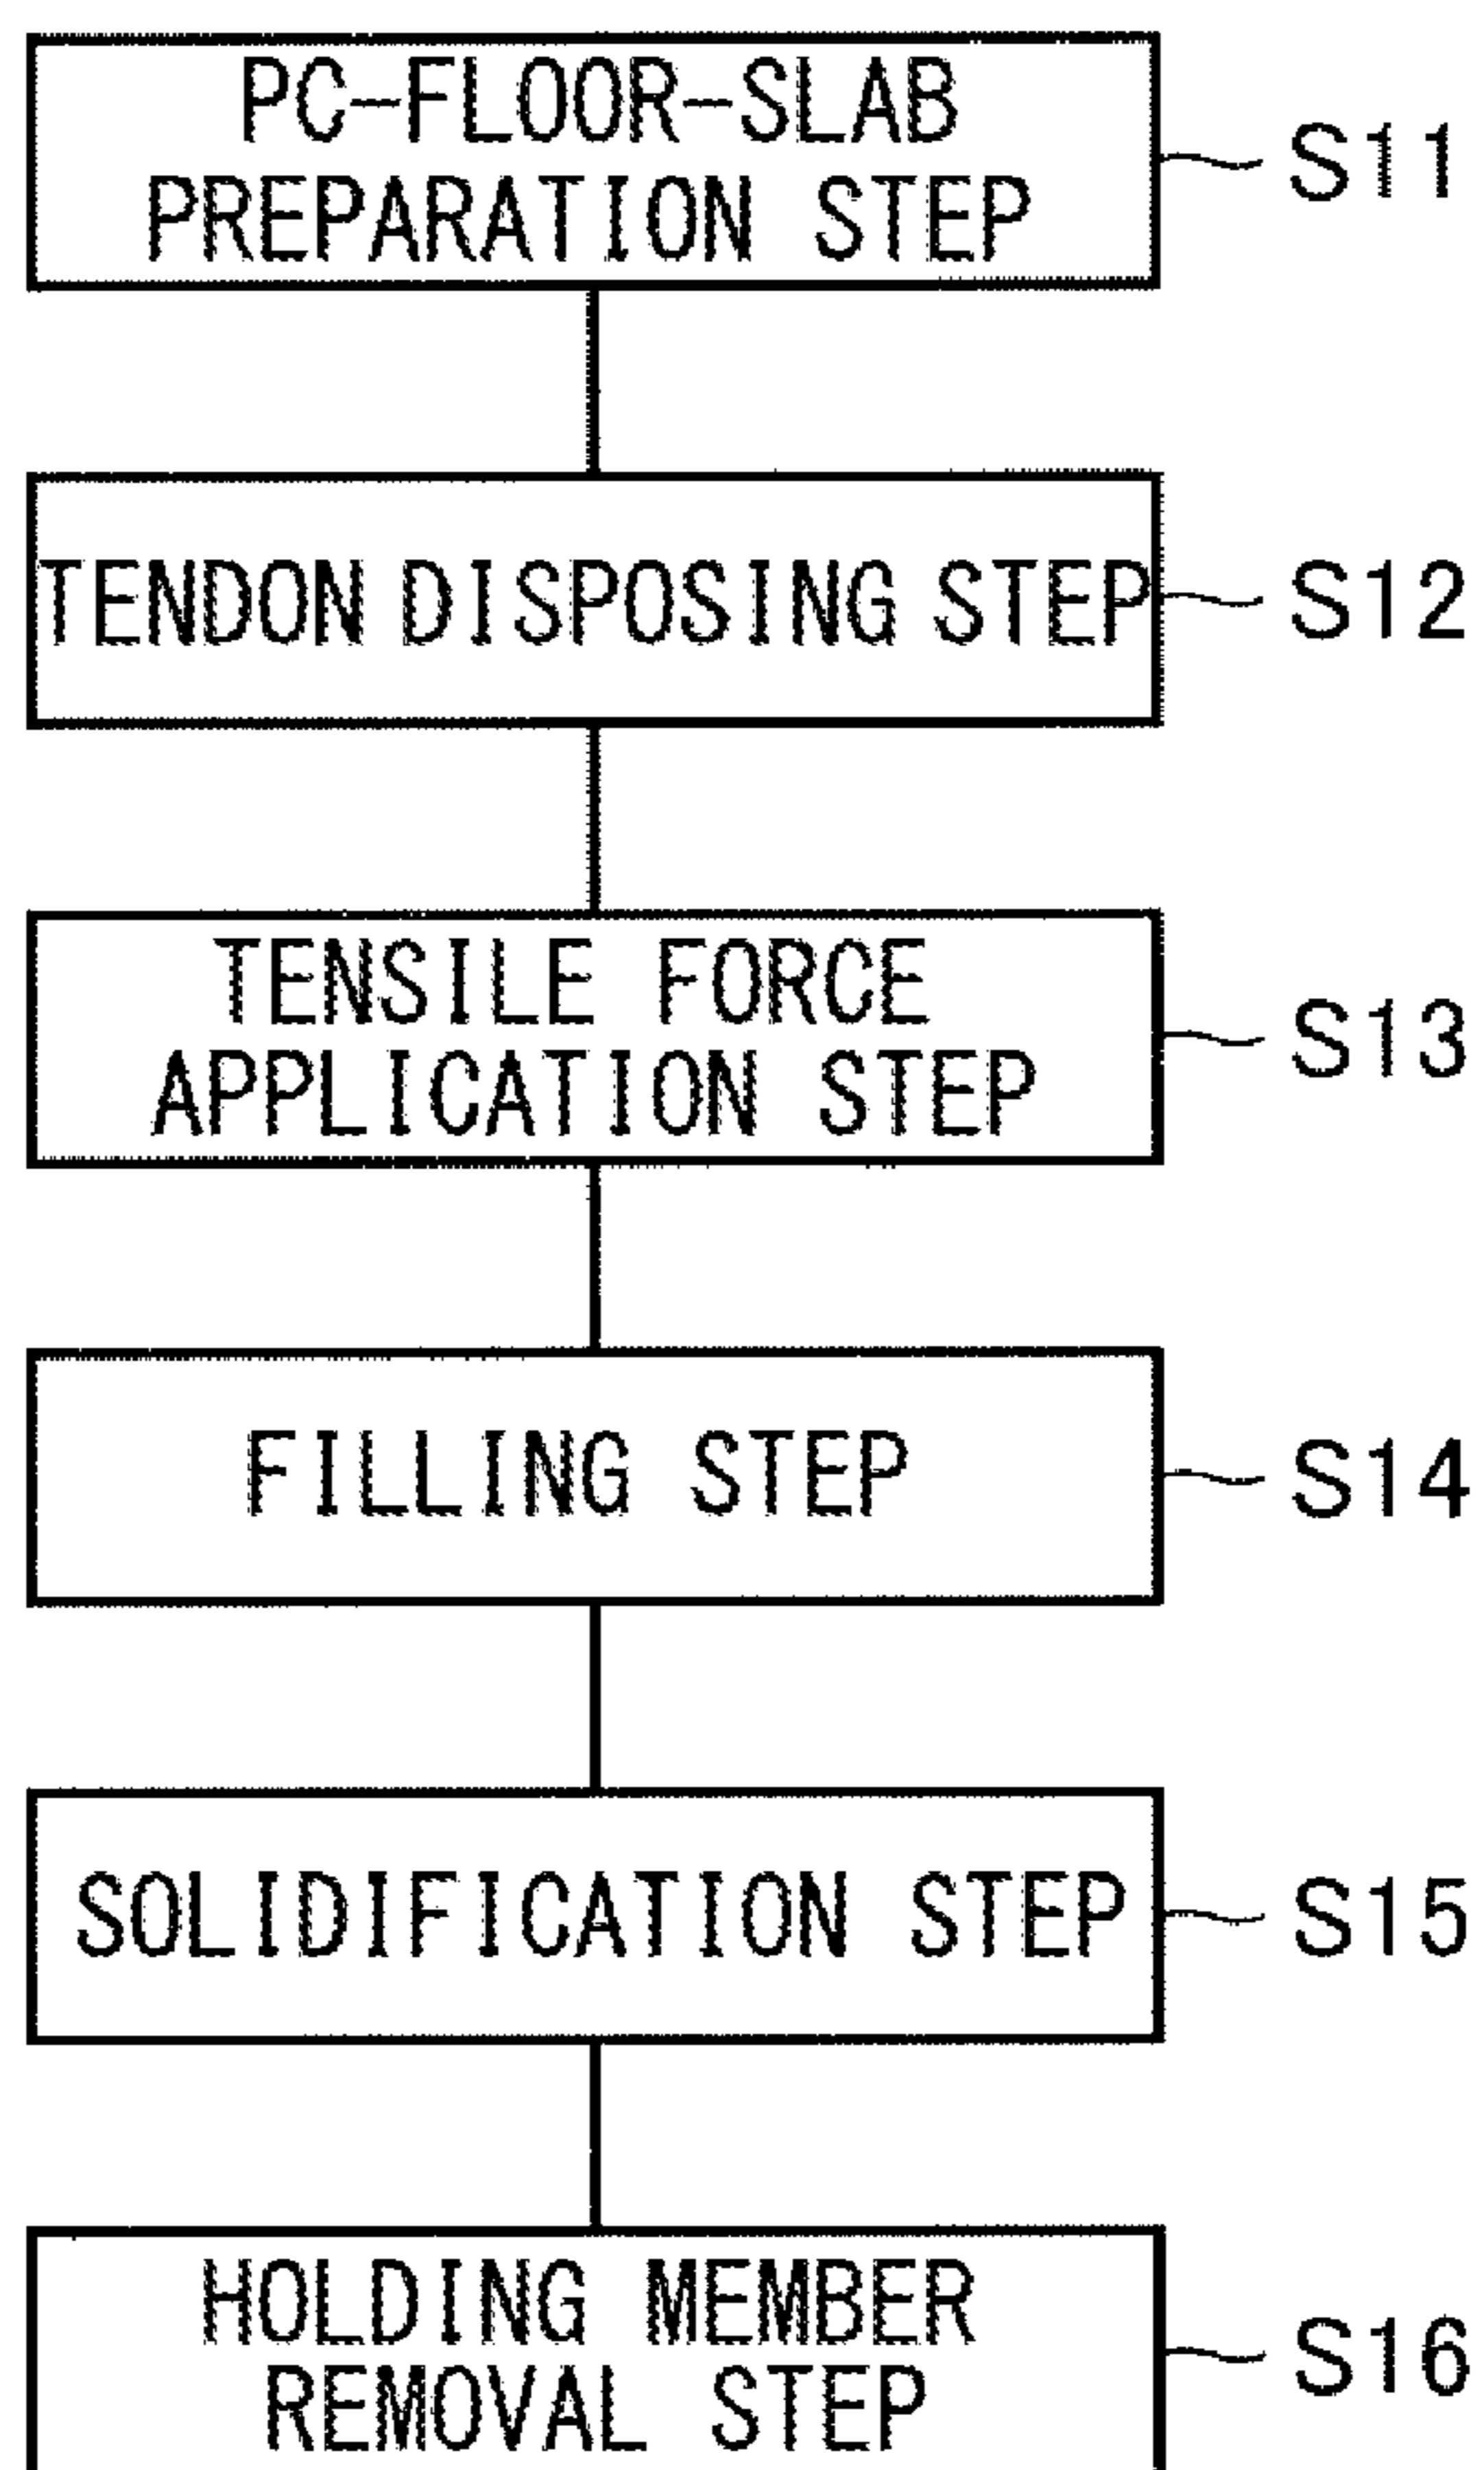 PC-FLOOR-SLAB
PREPARATION STEP
S11
TENDON DISPOSING STEP
S12
TENSILE FORCE
APPLICATION STEP
S13
FILLING STEP
S14
SOLIDIFICATION STEP
S15
HOLDING MEMBER
REMOVAL STEP
S16